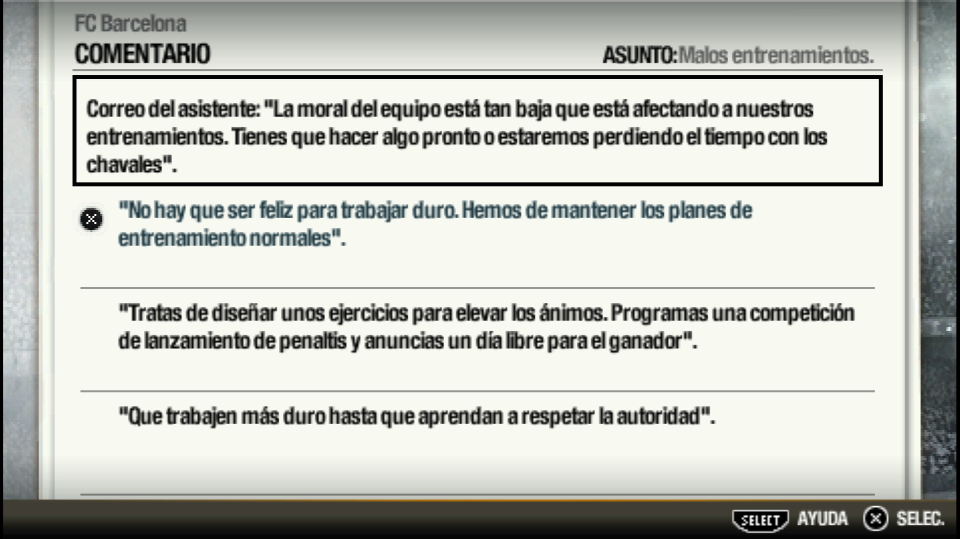 FC Barcelona
COMENTARIO
ASUNTO:Malos entrenamientos.
Correo del asistente: "La moral del equipo está tan baja que está afectando a nuestros
entrenamientos. Tienes que hacer algo pronto o estaremos perdiendo el tiempo con los
chavales".
"No hay que ser feliz para trabajar duro. Hemos de mantener los planes de
entrenamiento normales".
"Tratas de diseñar unos ejercicios para elevar los ánimos. Programas una competición
de lanzamiento de penaltis y anuncias un día libre para el ganador".
"Que trabajen más duro hasta que aprendan a respetar la autoridad".
SELECT AYUDA SELEC.